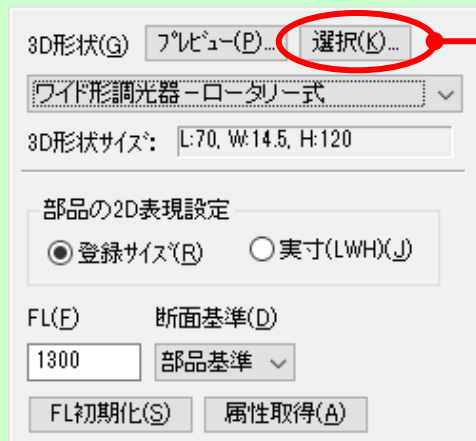 3D形状(G) ﾌﾟﾚﾋﾞｭｰ(P)... 選択(K)...
ワイド形調光器－ロータリー式
3D形状ｻｲｽﾞ: L:70, W:14.5, H:120
部品の2D表現設定
登録ｻｲｽﾞ(R) 実寸(LWH)(J)
FL(F) 断面基準(D)
1300 部品基準
FL初期化(S) 属性取得(A)